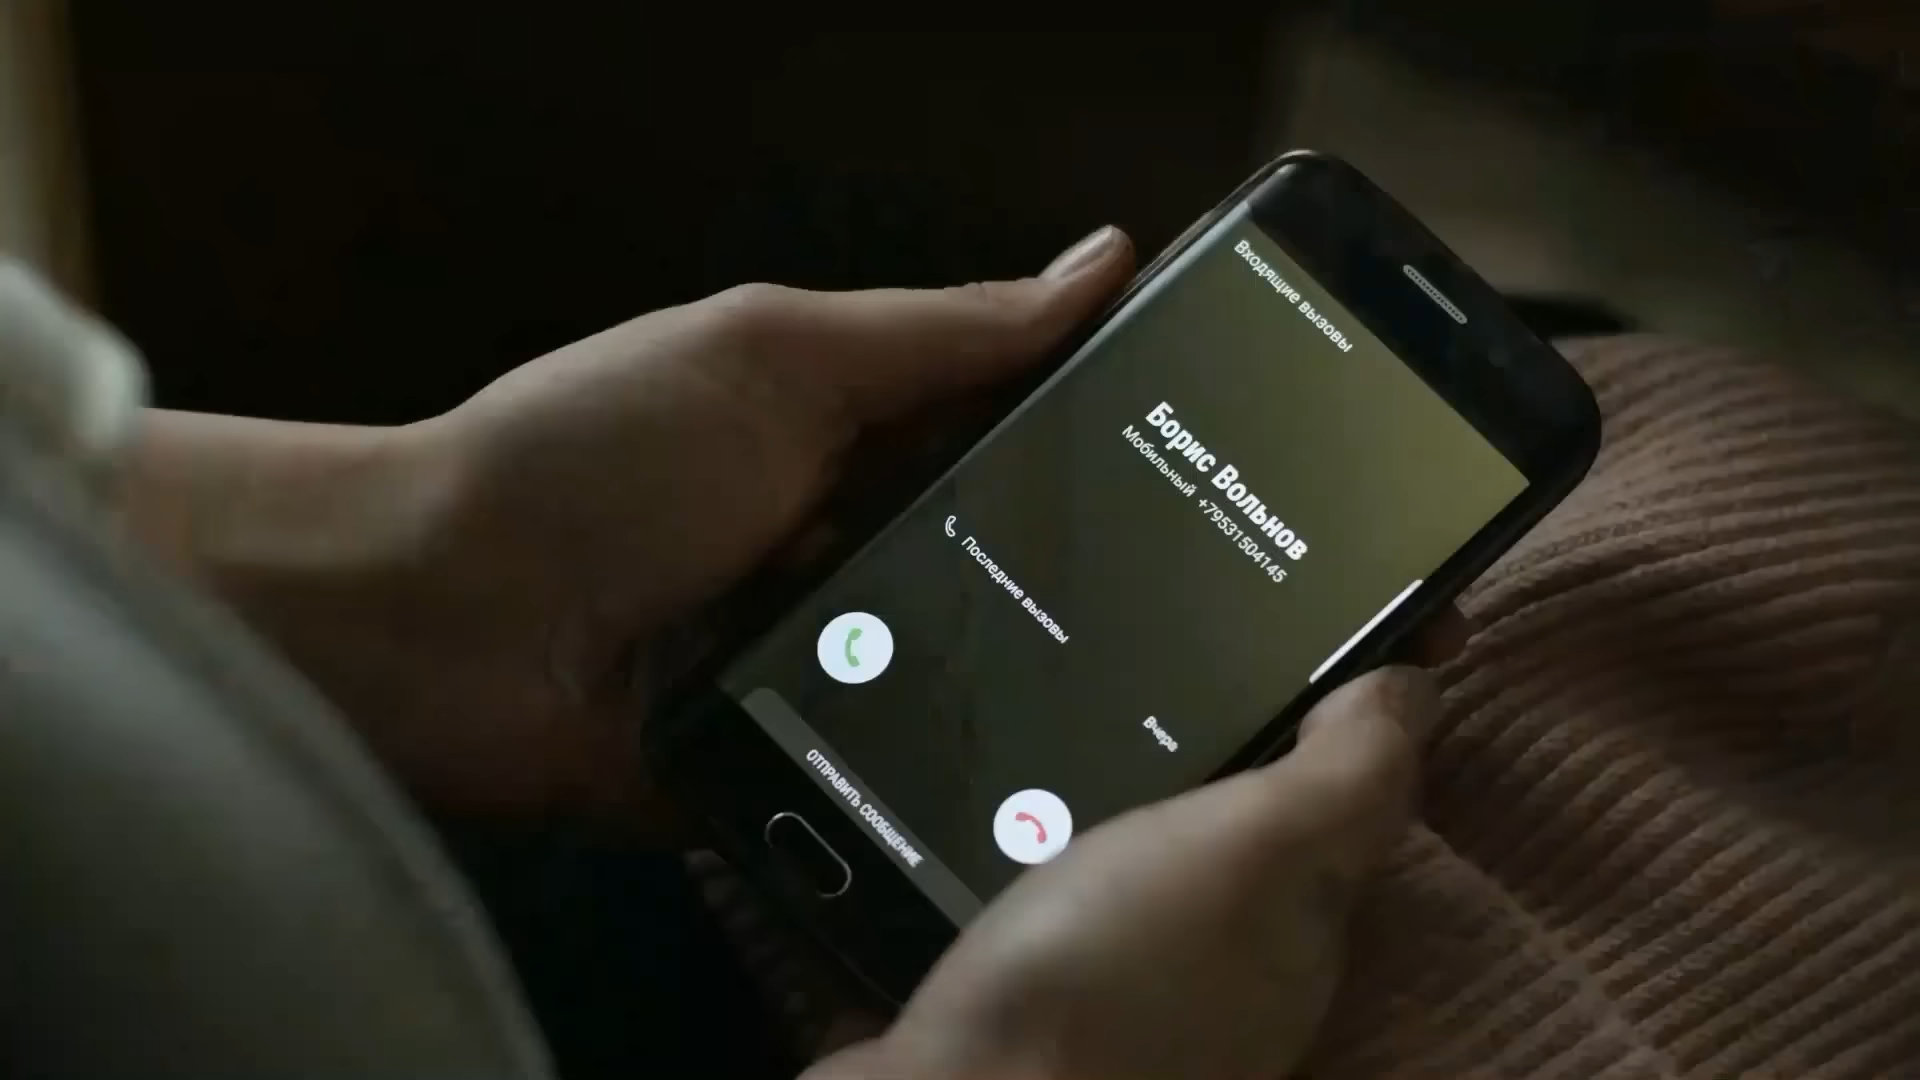 Входящие вызовы
Борис Вольнов
Мобильный +79531504145
Последние вызовы
Вчера
ОТПРАВИТЬ СООБЩЕНИЕ